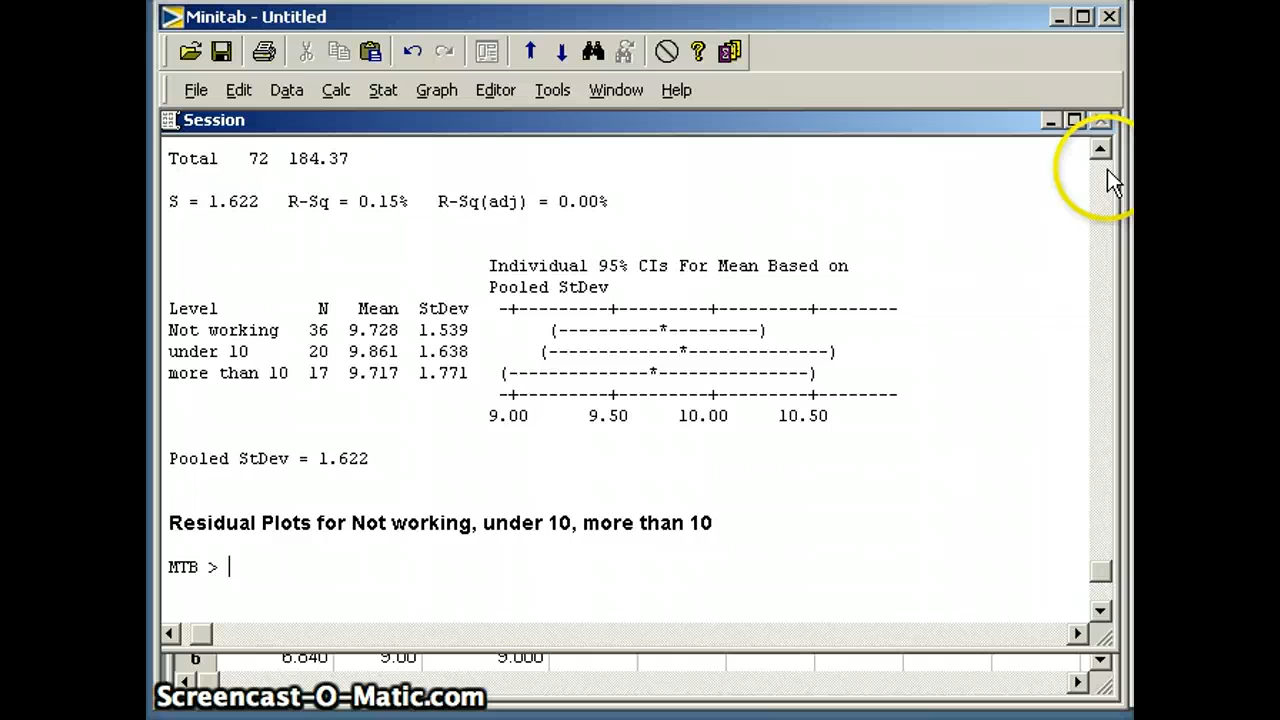 Minitab - Untitled
File Edit Data Calc Stat Graph Editor Tools Window Help
Session
Total 72 184.37
S = 1.622 R-Sq = 0.15% R-Sq(adj) = 0.00%
Individual 95% CIs For Mean Based on
Pooled StDev
Level N Mean StDev -+---------+---------+---------+--------
Not working 36 9.728 1.539 (----------*---------)
under 10 20 9.861 1.638 (-------------*--------------)
more than 10 17 9.717 1.771 (--------------*---------------)
-+---------+---------+---------+--------
9.00 9.50 10.00 10.50
Pooled StDev = 1.622
Residual Plots for Not working, under 10, more than 10
MTB >
6 6.840 9.00 9.000
Screencast-O-Matic.com